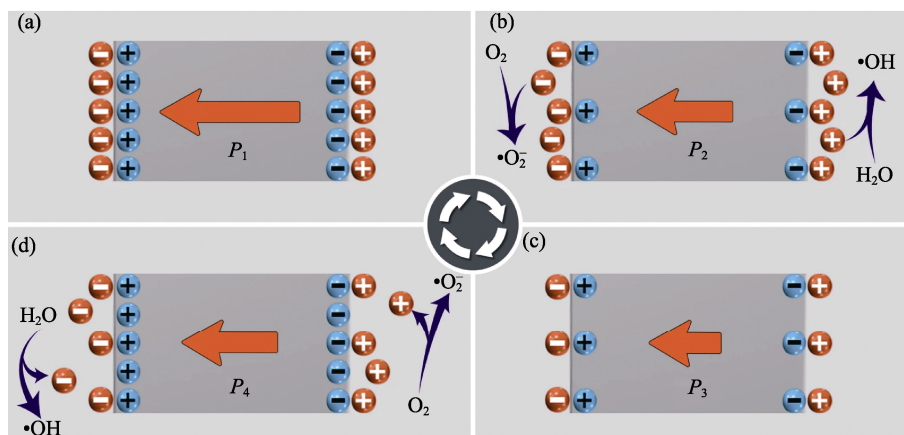 (a)
P₁
(b)
O₂
•OH
•O₂⁻
P₂
H₂O
(d)
•O₂⁻
H₂O
P₄
•OH
O₂
(c)
P₃